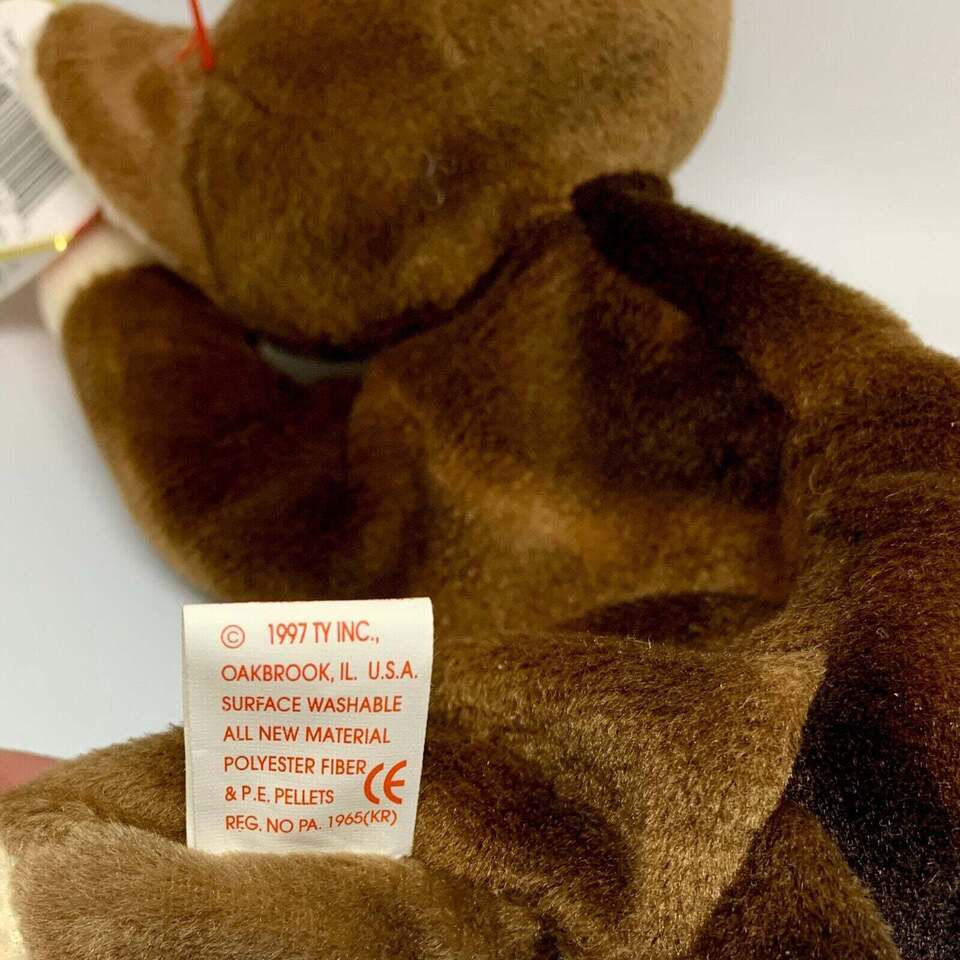 © 1997 TY INC.,
OAKBROOK, IL. U.S.A.
SURFACE WASHABLE
ALL NEW MATERIAL
POLYESTER FIBER
& P.E. PELLETS CE
REG. NO PA. 1965(KR)